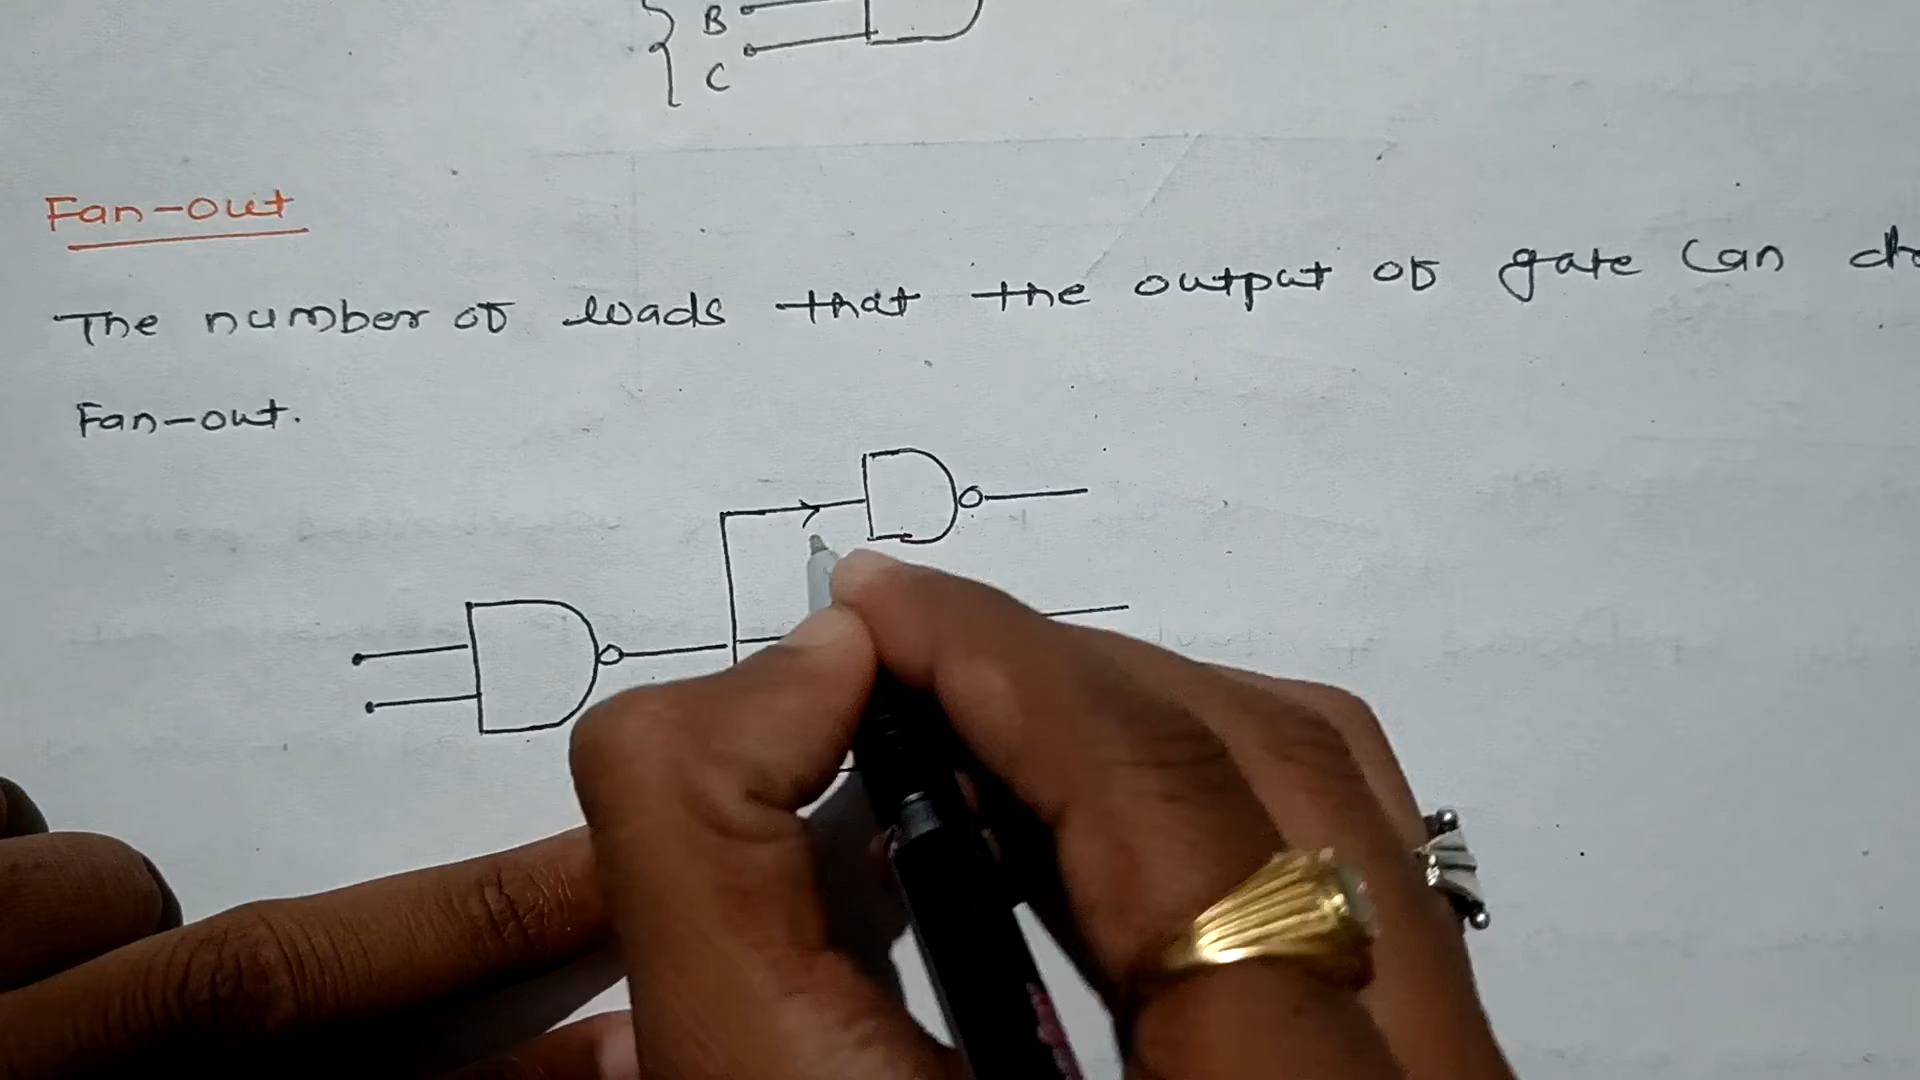 B
C
Fan-out
The number of loads that the output of gate can
Fan-out.